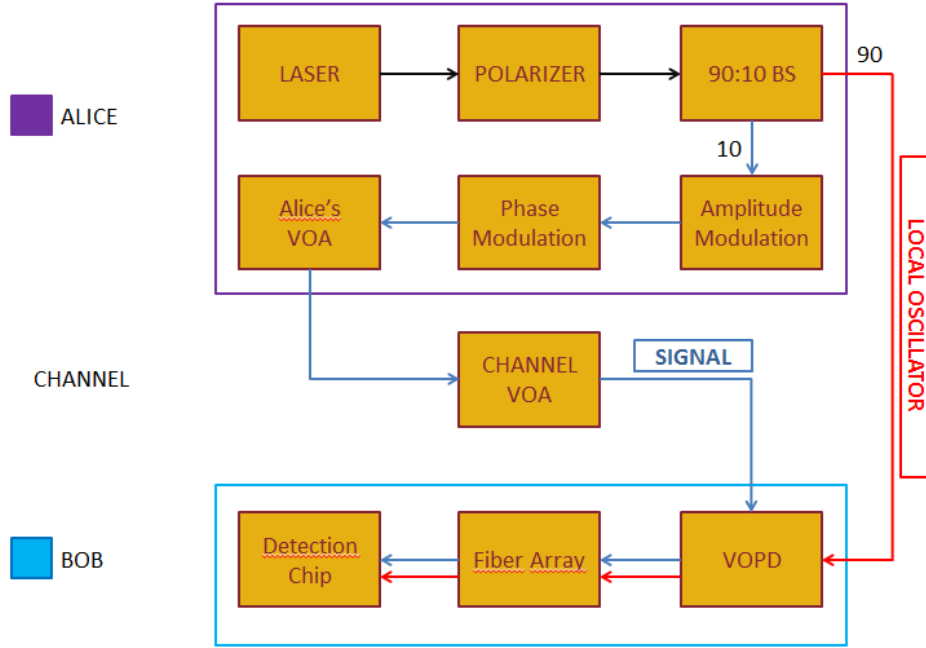 LASER
POLARIZER
90:10 BS
90
ALICE
10
Alice's
VOA
Phase
Modulation
Amplitude
Modulation
LOCAL OSCILLATOR
CHANNEL
CHANNEL
VOA
SIGNAL
BOB
Detection
Chip
Fiber Array
VOPD